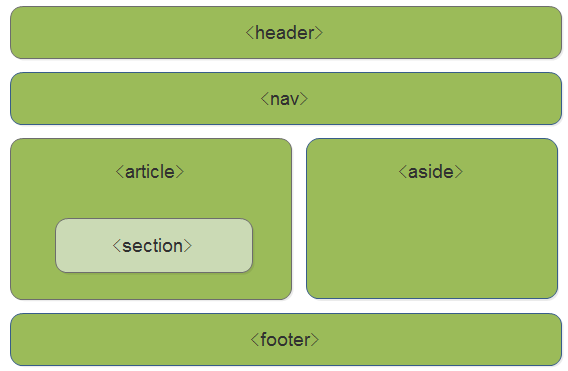 <header>
<nav>
<article>
<aside>
<section>
<footer>